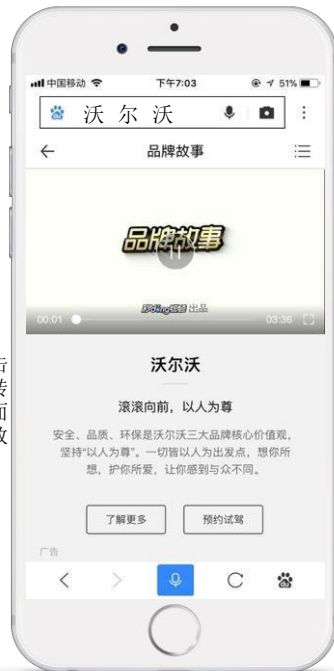 中国移动 下午7:03 51%
沃尔沃
品牌故事
品牌故事
出品
00:01 03:36
沃尔沃
滚滚向前，以人为尊
安全、品质、环保是沃尔沃三大品牌核心价值观，
坚持“以人为尊”。一切皆以人为出发点，想你所
想，护你所爱，让你感到与众不同。
了解更多 预约试驾
广告